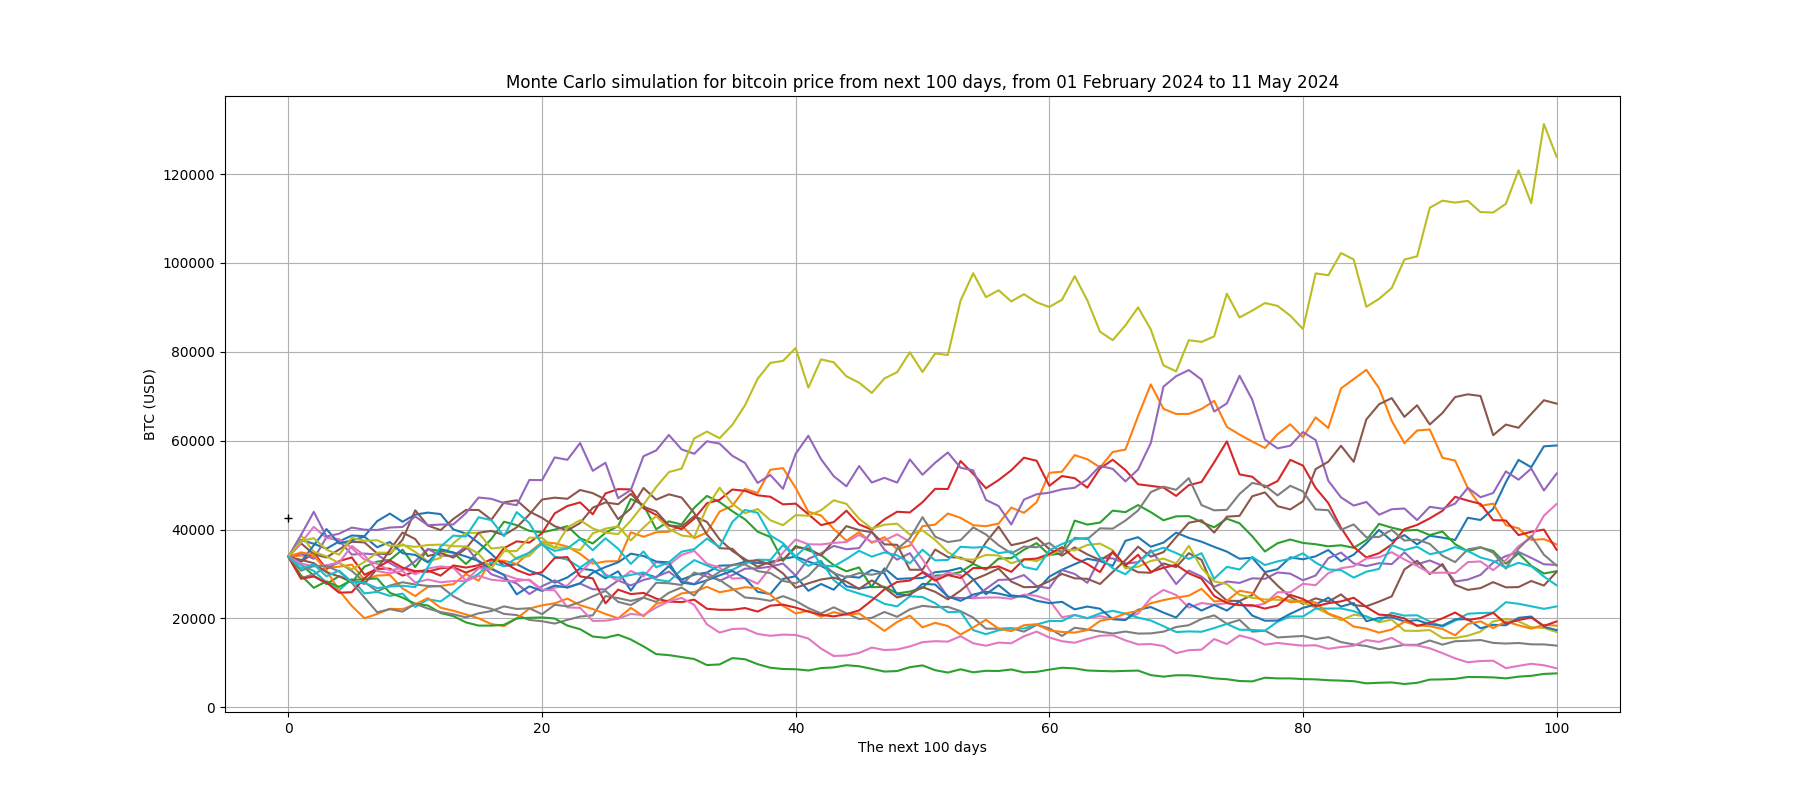 Monte Carlo simulation for bitcoin price from next 100 days, from 01 February 2024 to 11 May 2024
120000
100000
80000
60000
40000
20000
0
BTC (USD)
0 20 40 60 80 100
The next 100 days